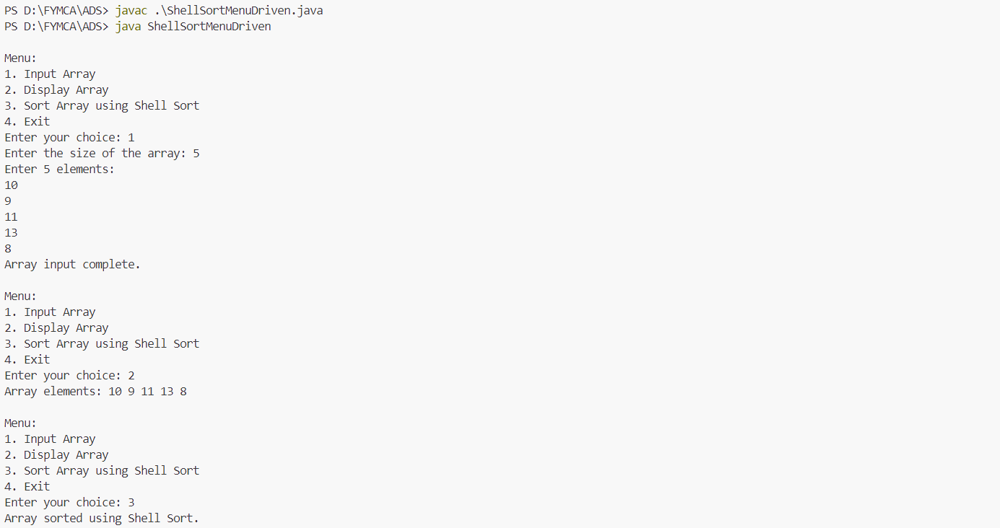 PS D:\FYMCA\ADS> javac .\ShellSortMenuDriven.java
PS D:\FYMCA\ADS> java ShellSortMenuDriven
Menu:
1. Input Array
2. Display Array
3. Sort Array using Shell Sort
4. Exit
Enter your choice: 1
Enter the size of the array: 5
Enter 5 elements:
10
9
11
13
8
Array input complete.
Menu:
1. Input Array
2. Display Array
3. Sort Array using Shell Sort
4. Exit
Enter your choice: 2
Array elements: 10 9 11 13 8
Menu:
1. Input Array
2. Display Array
3. Sort Array using Shell Sort
4. Exit
Enter your choice: 3
Array sorted using Shell Sort.